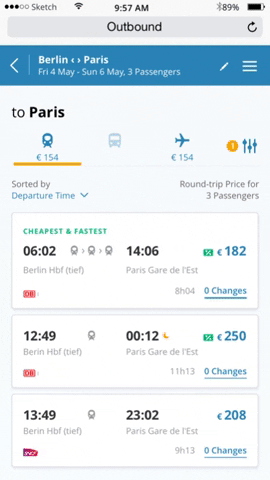 Sketch 9:57 AM 89%
Outbound
Berlin ‹ › Paris
Fri 4 May - Sun 6 May, 3 Passengers
to Paris
€ 154 € 154 1
Sorted by Round-trip Price for
Departure Time 3 Passengers
CHEAPEST & FASTEST
06:02 14:06 € 182
Berlin Hbf (tief) Paris Gare de l'Est
DB 8h04 0 Changes
12:49 00:12 € 250
Berin Hbf (tief) Paris Gare de l'Est
DB 11h13 0 Changes
13:49 23:02 € 208
Berin Hbf (tief) Paris Gare de l'Est
SNCF 9h13 0 Changes